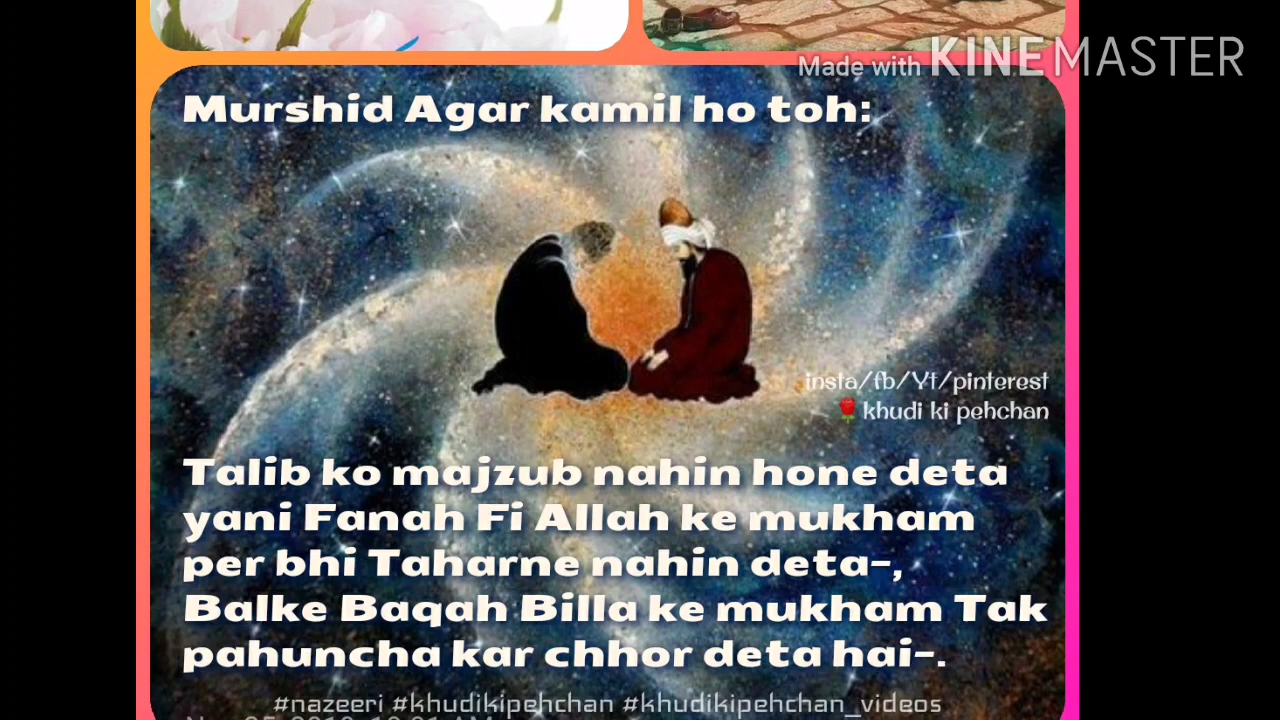 Made with KINEMASTER
Murshid Agar kamil ho toh:
insta/fb/Yt/pinterest
🌹khudi ki pehchan
Talib ko majzub nahin hone deta
yani Fanah Fi Allah ke mukham
per bhi Taharne nahin deta-,
Balke Baqah Billa ke mukham Tak
pahuncha kar chhor deta hai-.
#nazeeri #khudikipehchan #khudikipehchan_videos